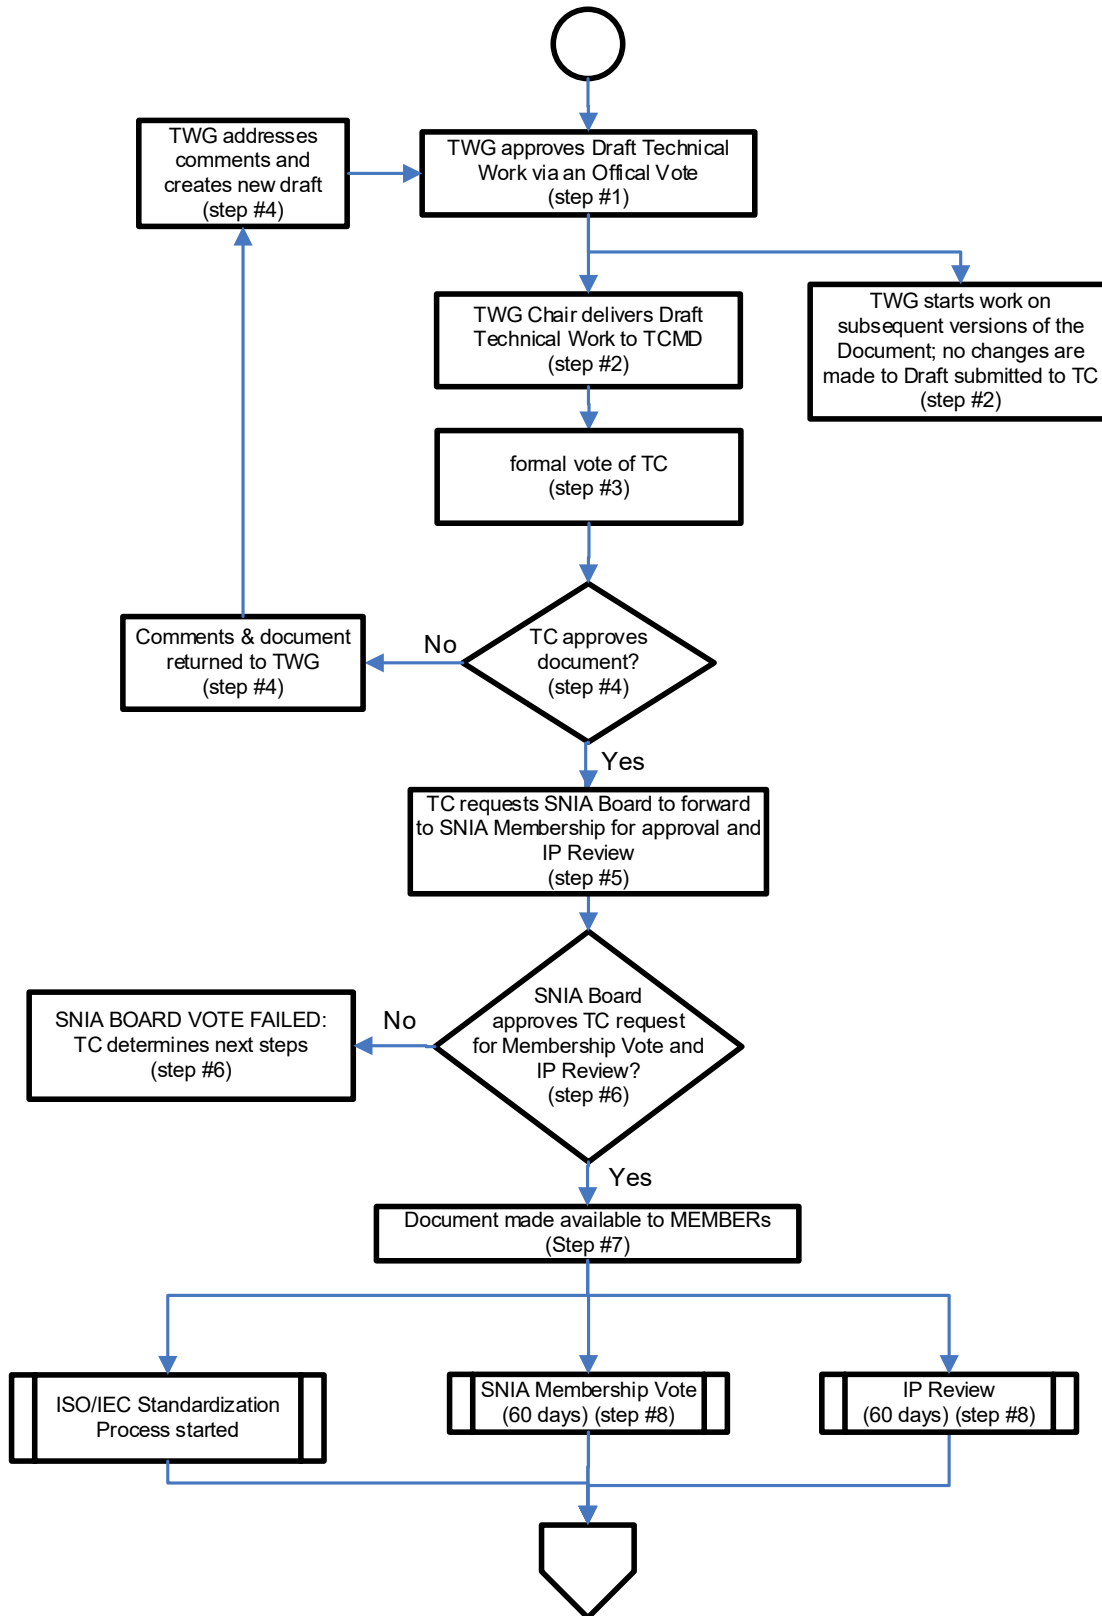 TWG addresses
comments and
creates new draft
(step #4)
TWG approves Draft Technical
Work via an Offical Vote
(step #1)
TWG Chair delivers Draft
Technical Work to TCMD
(step #2)
TWG starts work on
subsequent versions of the
Document; no changes are
made to Draft submitted to TC
(step #2)
formal vote of TC
(step #3)
Comments & document
returned to TWG
(step #4)
No
TC approves
document?
(step #4)
Yes
TC requests SNIA Board to forward
to SNIA Membership for approval and
IP Review
(step #5)
SNIA BOARD VOTE FAILED:
TC determines next steps
(step #6)
No
SNIA Board
approves TC request
for Membership Vote and
IP Review?
(step #6)
Yes
Document made available to MEMBERs
(Step #7)
ISO/IEC Standardization
Process started
SNIA Membership Vote
(60 days) (step #8)
IP Review
(60 days) (step #8)